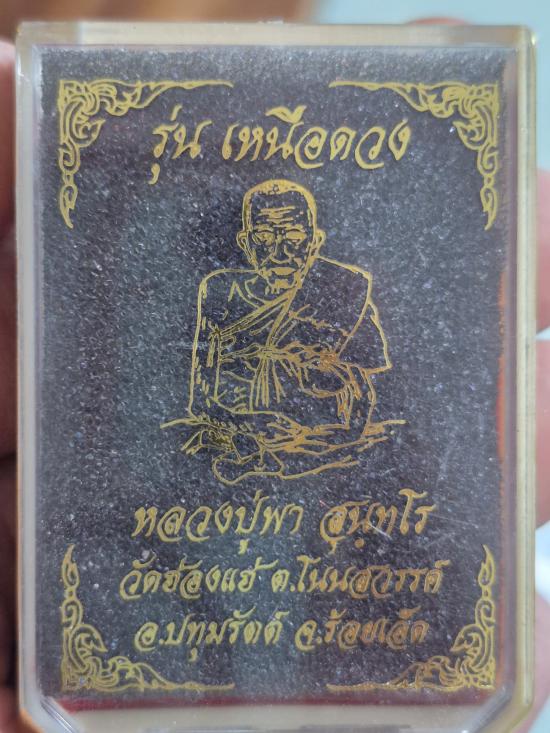 รุ่น เหนือดวง
หลวงปู่พา สุนฺทโร
วัดฮ่องแฮ่ ต.โนนสวรรค์
อ.ปทุมรัตต์ จ.ร้อยเอ็ด